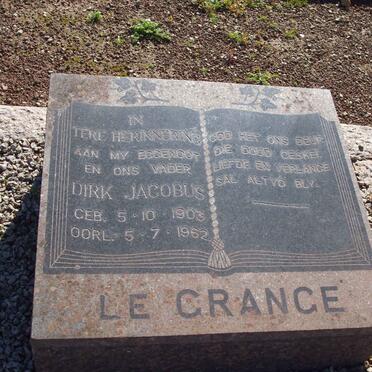 IN
TERE HERINNERING
AAN MY EGGENOOT
EN ONS VADER
DIRK JACOBUS
GEB. 5-10-1903
OORL. 5-7-1962
GOD HET ONS BEUF
DIE DOOD GESKEI
LIEFDE EN VERLANGE
SAL ALTYD BLY.
LE GRANGE